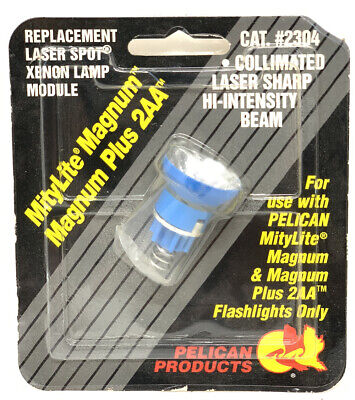 REPLACEMENT
LASER SPOT®
XENON LAMP
MODULE
CAT. #2304
• COLLIMATED
LASER SHARP
HI-INTENSITY
BEAM
MityLite® Magnum™
Magnum Plus 2AA™
For
use with
PELICAN
MityLite®
Magnum
& Magnum
Plus 2AA™
Flashlights Only
PELICAN
PRODUCTS